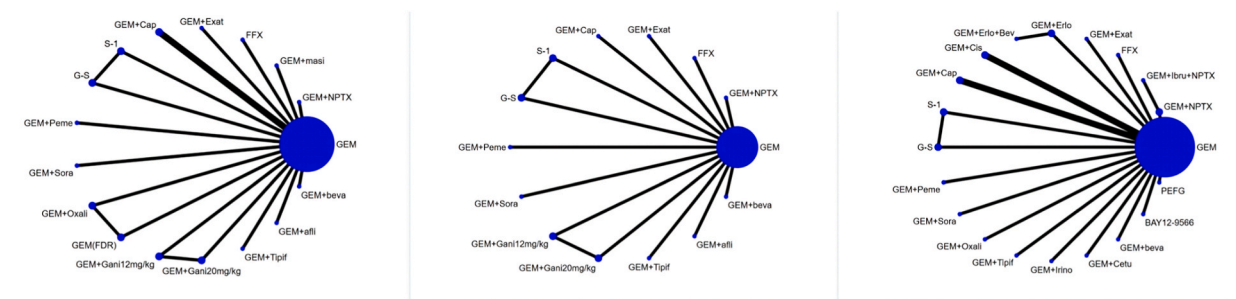 GEM+Exat
GEM+Cap
FFX
S-1
GEM+masi
G-S
GEM+NPTX
GEM+Peme
GEM
GEM+Sora
GEM+beva
GEM+Oxali
GEM+afli
GEM(FDR)
GEM+Tipif
GEM+Gani12mg/kg
GEM+Gani20mg/kg
GEM+Exat
GEM+Cap
S-1
FFX
GEM+NPTX
G-S
GEM+Peme
GEM
GEM+Sora
GEM+beva
GEM+Gani12mg/kg
GEM+afli
GEM+Gani20mg/kg
GEM+Tipif
GEM+Erlo
GEM+Erlo+Bev
GEM+Exat
GEM+Cis
FFX
GEM+Cap
GEM+Ibru+NPTX
S-1
GEM+NPTX
G-S
GEM
GEM+Peme
PEFG
GEM+Sora
BAY12-9566
GEM+Oxali
GEM+beva
GEM+Tipif
GEM+Cetu
GEM+Irino